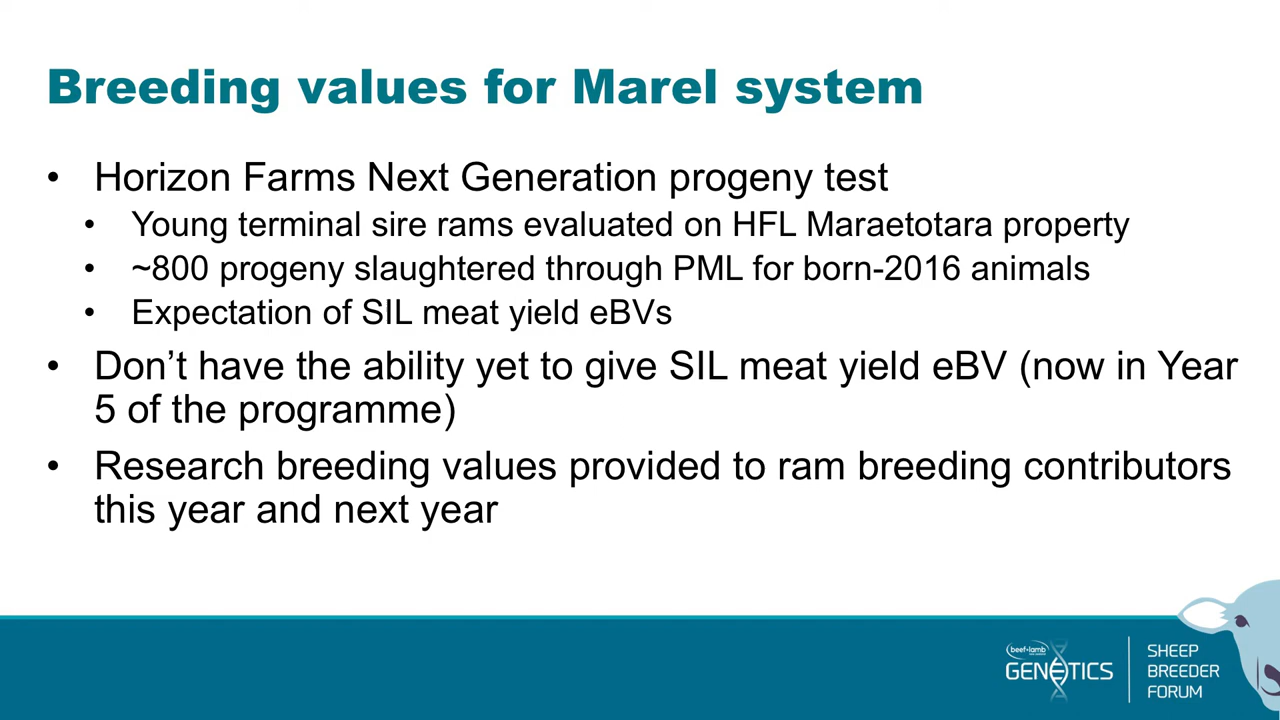 Breeding values for Marel system
• Horizon Farms Next Generation progeny test
• Young terminal sire rams evaluated on HFL Maraetotara property
• ~800 progeny slaughtered through PML for born-2016 animals
• Expectation of SIL meat yield eBVs
• Don’t have the ability yet to give SIL meat yield eBV (now in Year
5 of the programme)
• Research breeding values provided to ram breeding contributors
this year and next year
beef+lamb
GENETICS
SHEEP
BREEDER
FORUM